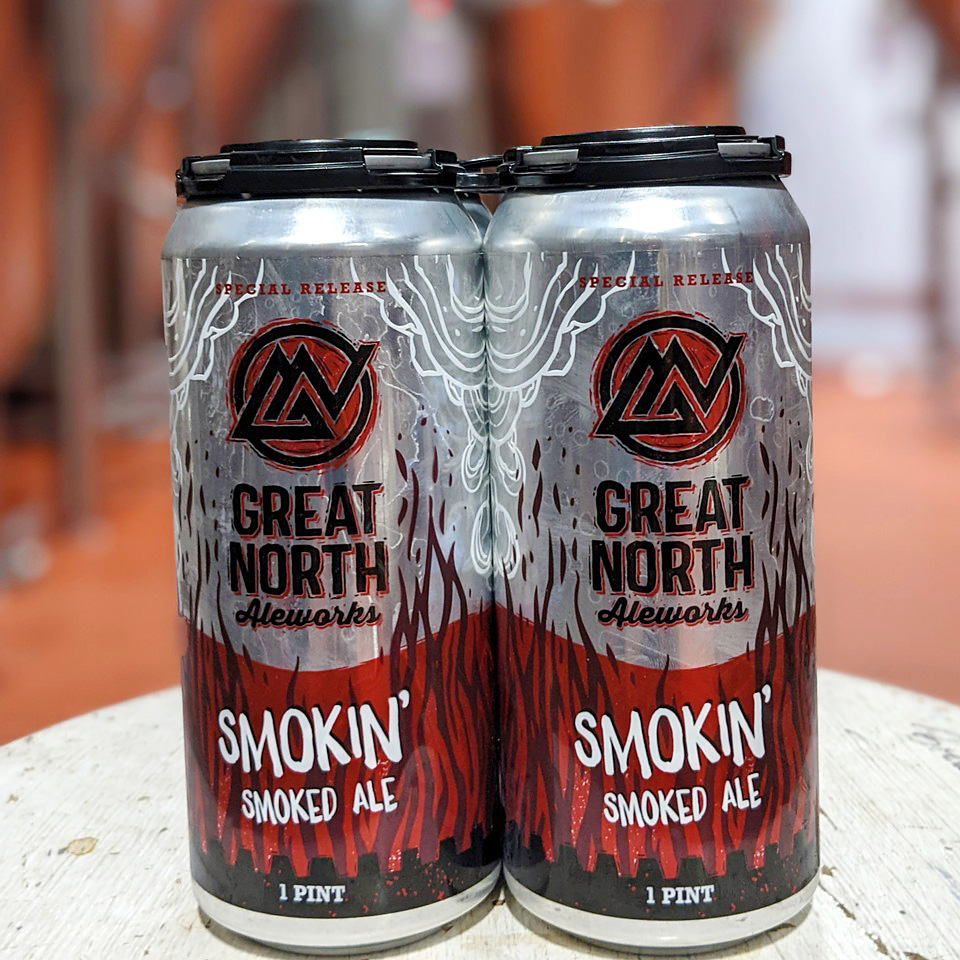 SPECIAL RELEASE
GREAT
NORTH
Aleworks
SMOKIN'
SMOKED ALE
1 PINT
SPECIAL RELEASE
GREAT
NORTH
Aleworks
SMOKIN'
SMOKED ALE
1 PINT